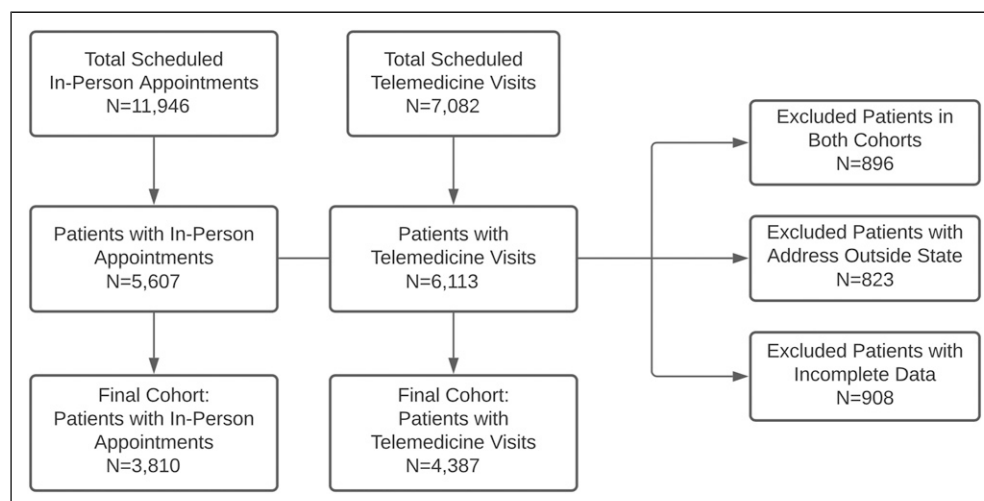 Total Scheduled
In-Person Appointments
N=11,946
Total Scheduled
Telemedicine Visits
N=7,082
Excluded Patients in
Both Cohorts
N=896
Patients with In-Person
Appointments
N=5,607
Patients with
Telemedicine Visits
N=6,113
Excluded Patients with
Address Outside State
N=823
Final Cohort:
Patients with In-Person
Appointments
N=3,810
Final Cohort:
Patients with
Telemedicine Visits
N=4,387
Excluded Patients with
Incomplete Data
N=908